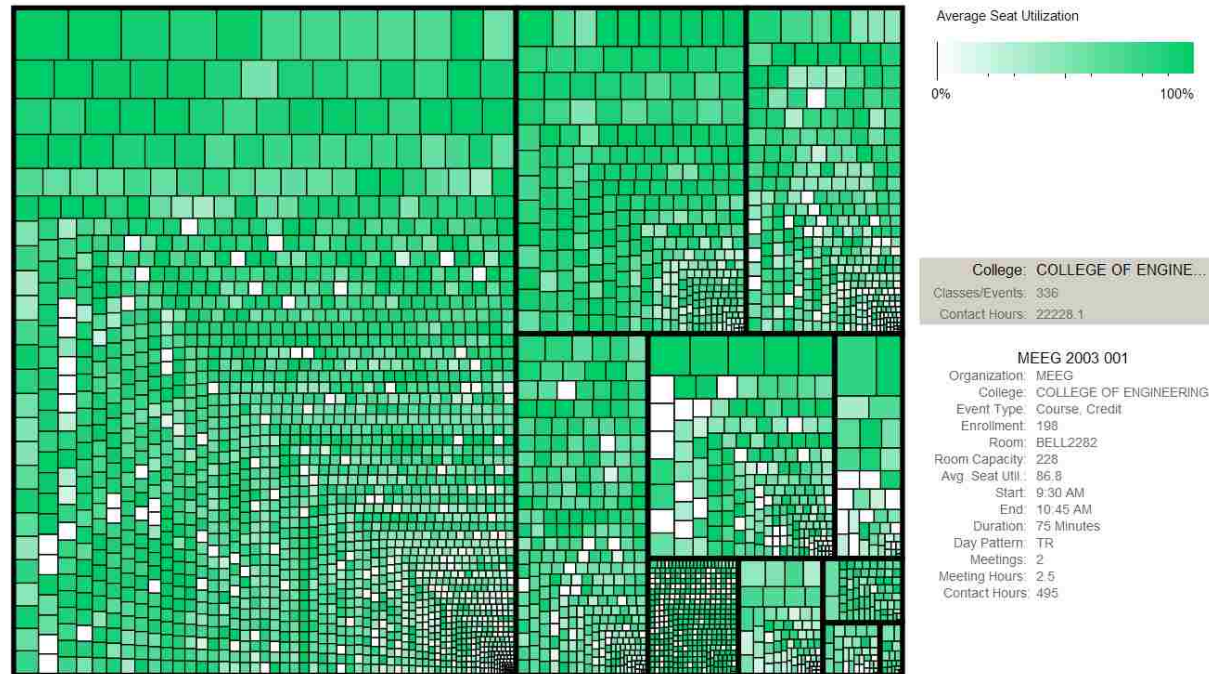 Average Seat Utilization
0% 100%
College: COLLEGE OF ENGINE...
Classes/Events: 336
Contact Hours: 22228.1
MEEG 2003 001
Organization: MEEG
College: COLLEGE OF ENGINEERING
Event Type: Course, Credit
Enrollment: 198
Room: BELL2282
Room Capacity: 228
Avg. Seat Util.: 86.8
Start: 9:30 AM
End: 10:45 AM
Duration: 75 Minutes
Day Pattern: TR
Meetings: 2
Meeting Hours: 2.5
Contact Hours: 495